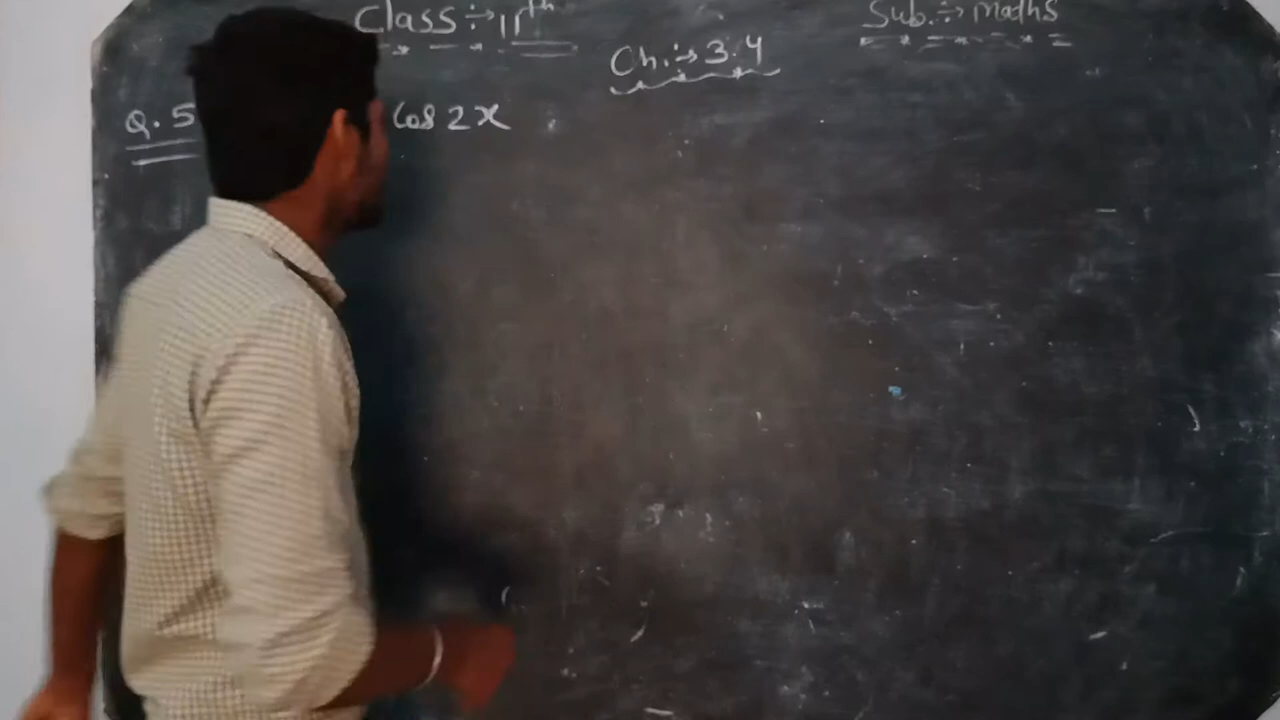 Class :→ 11th
Sub. :→ Maths
Ch. :→ 3.4
Q. 5 Cos 2x